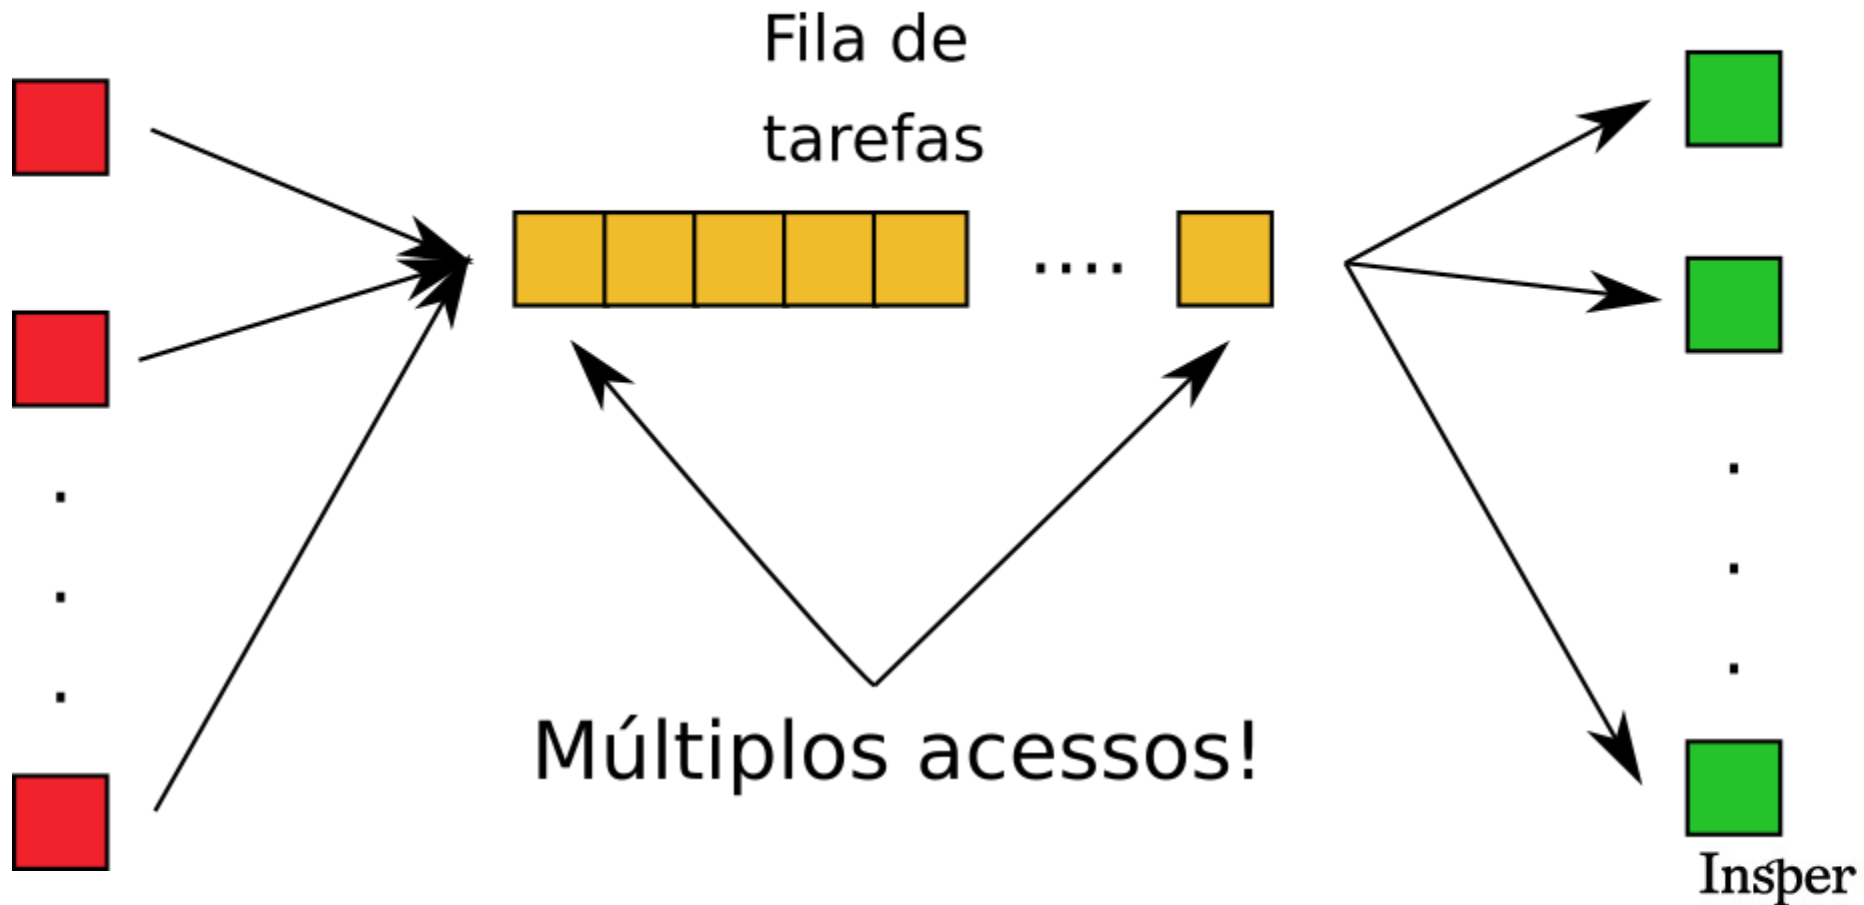 Fila de
tarefas
....
Múltiplos acessos!
Insper